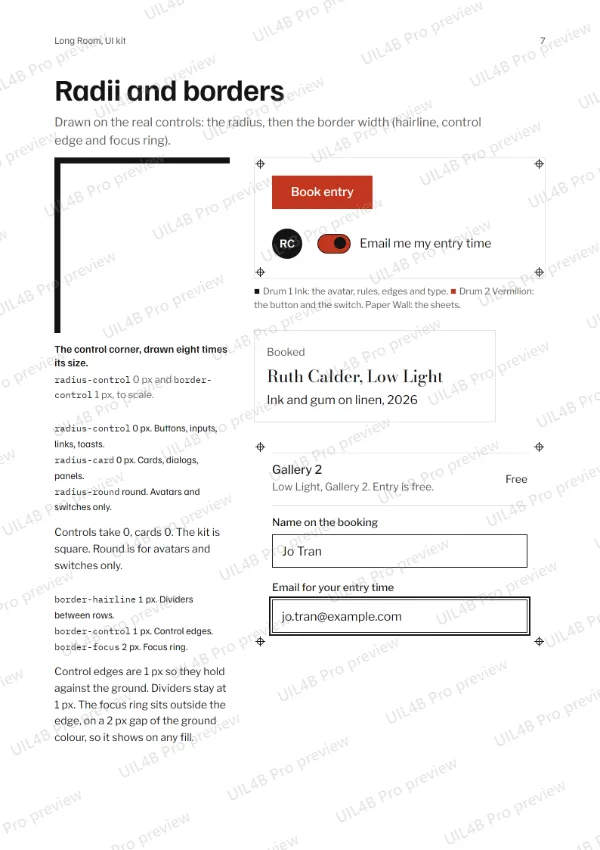 Long Room, UI kit
7
Radii and borders
Drawn on the real controls: the radius, then the border width (hairline, control
edge and focus ring).
The control corner, drawn eight times
its size.
radius-control 0 px and border-
control 1 px, to scale.
radius-control 0 px. Buttons, inputs,
links, toasts.
radius-card 0 px. Cards, dialogs,
panels.
radius-round round. Avatars and
switches only.
Controls take 0, cards 0. The kit is
square. Round is for avatars and
switches only.
border-hairline 1 px. Dividers
between rows.
border-control 1 px. Control edges.
border-focus 2 px. Focus ring.
Control edges are 1 px so they hold
against the ground. Dividers stay at
1 px. The focus ring sits outside the
edge, on a 2 px gap of the ground
colour, so it shows on any fill.
Book entry
RC
Email me my entry time
Drum 1 Ink: the avatar, rules, edges and type. Drum 2 Vermilion:
the button and the switch. Paper Wall: the sheets.
Booked
Ruth Calder, Low Light
Ink and gum on linen, 2026
Gallery 2
Low Light, Gallery 2. Entry is free.
Free
Name on the booking
Jo Tran
Email for your entry time
jo.tran@example.com
UIL4B Pro preview